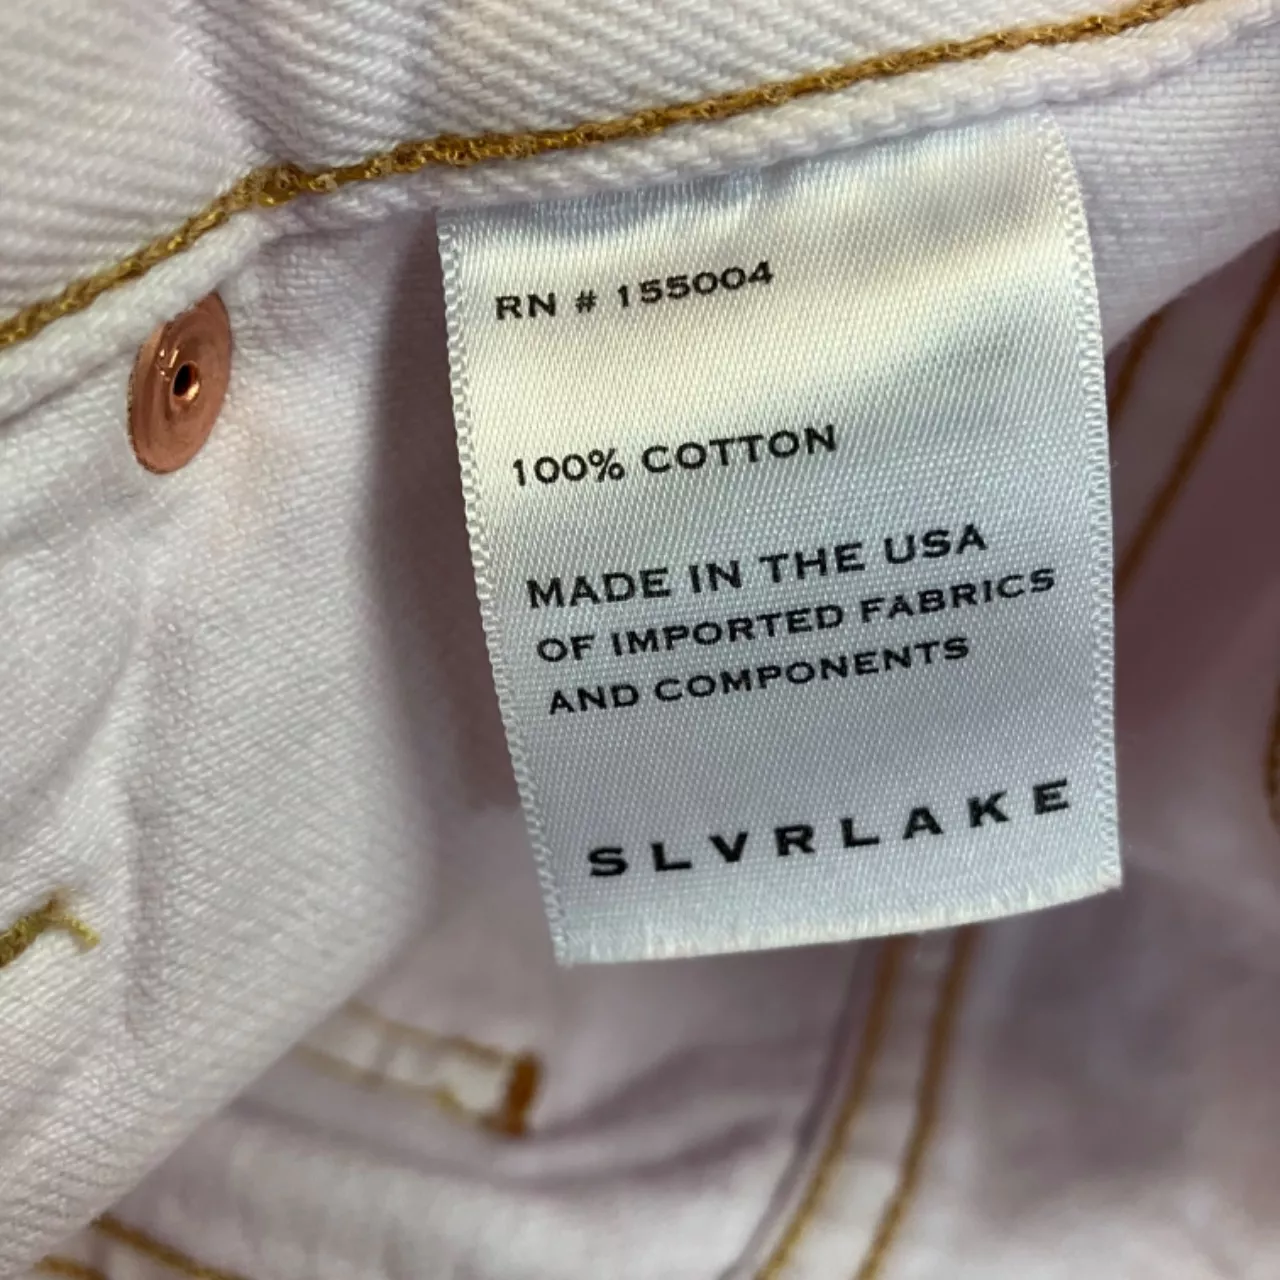 RN # 155004
100% COTTON
MADE IN THE USA
OF IMPORTED FABRICS
AND COMPONENTS
SLVRLAKE